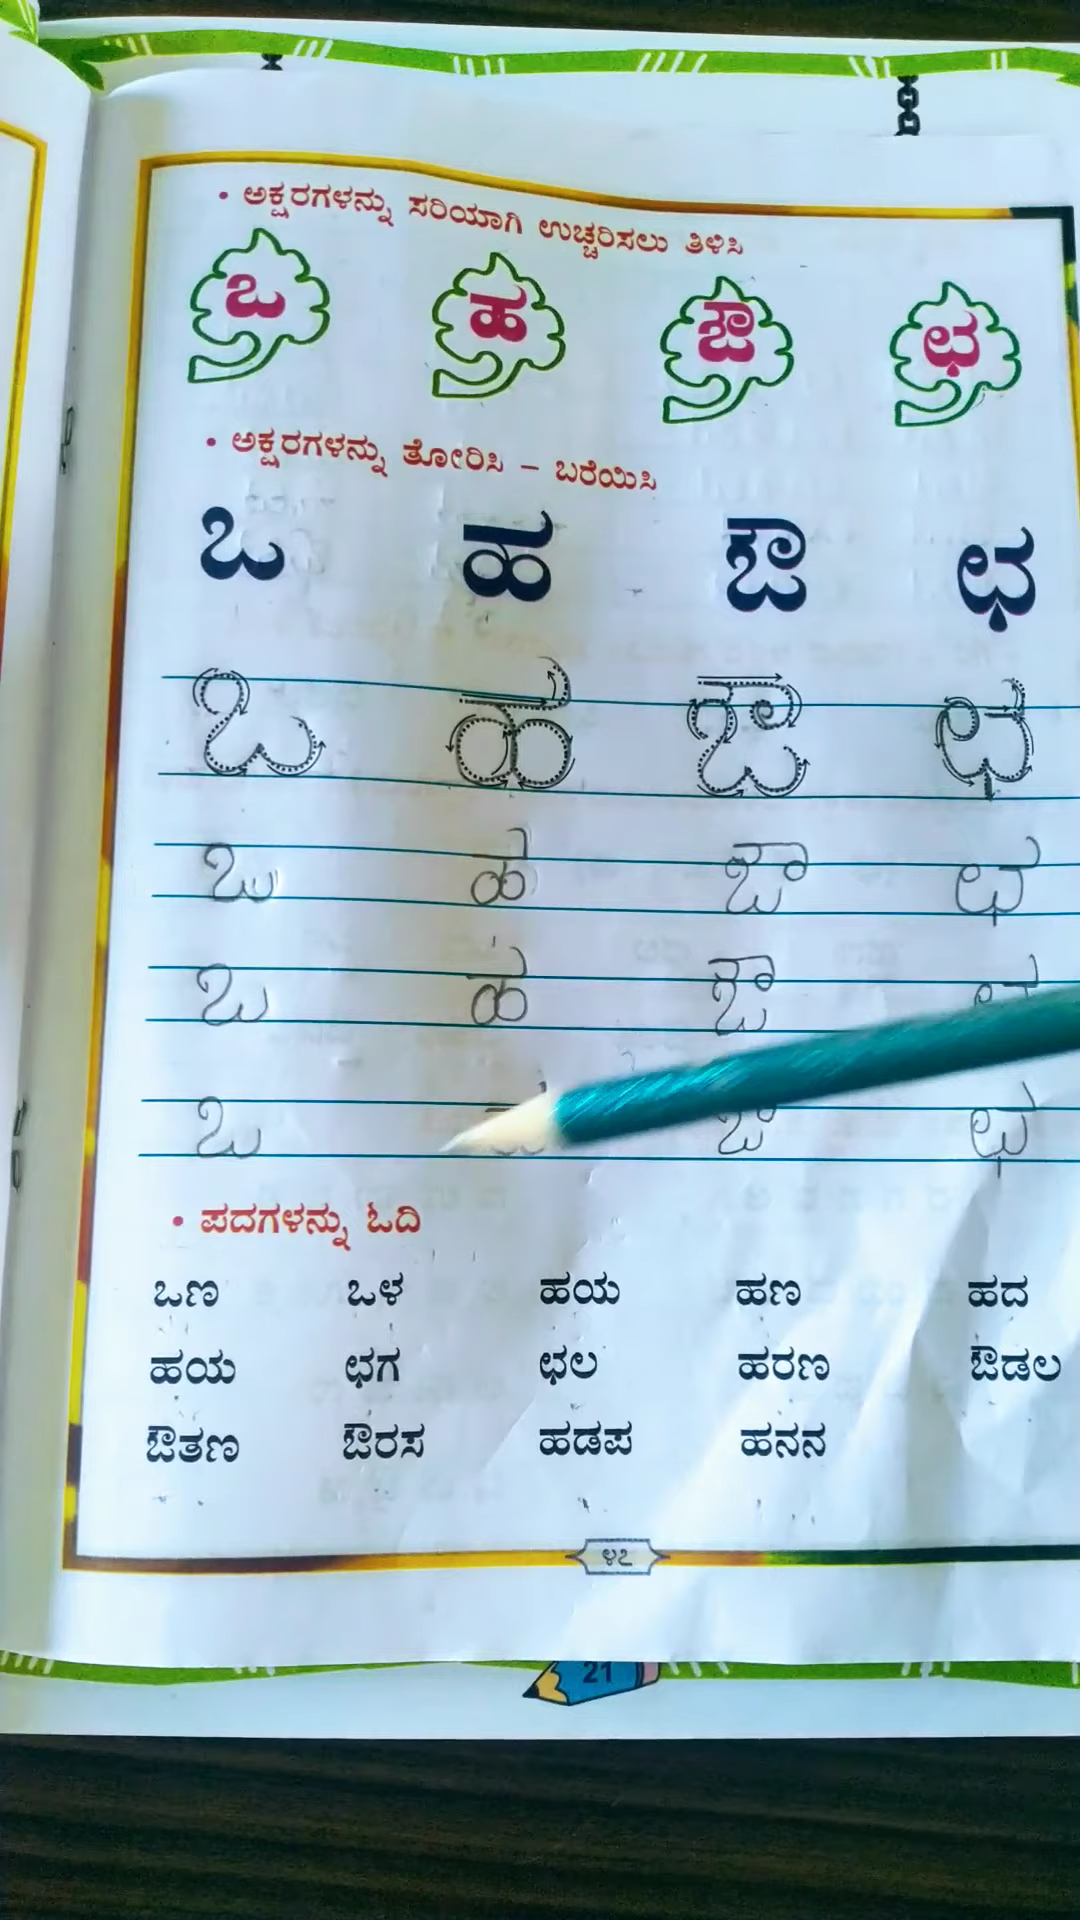 • ಅಕ್ಷರಗಳನ್ನು ಸರಿಯಾಗಿ ಉಚ್ಚರಿಸಲು ತಿಳಿಸಿ
ಒ ಹ ಔ ಛ
• ಅಕ್ಷರಗಳನ್ನು ತೋರಿಸಿ – ಬರೆಯಿಸಿ
ಒ ಹ ಔ ಛ
ಒ ಹ ಔ ಛ
ಒ ಹ ಔ ಛ
ಒ ಹ ಔ
ಒ ಛ
• ಪದಗಳನ್ನು ಓದಿ
ಒಣ ಒಳ ಹಯ ಹಣ ಹದ
ಹಯ ಛಗ ಛಲ ಹರಣ ಔಡಲ
ಔತಣ ಔರಸ ಹಡಪ ಹನನ
೪೭
21